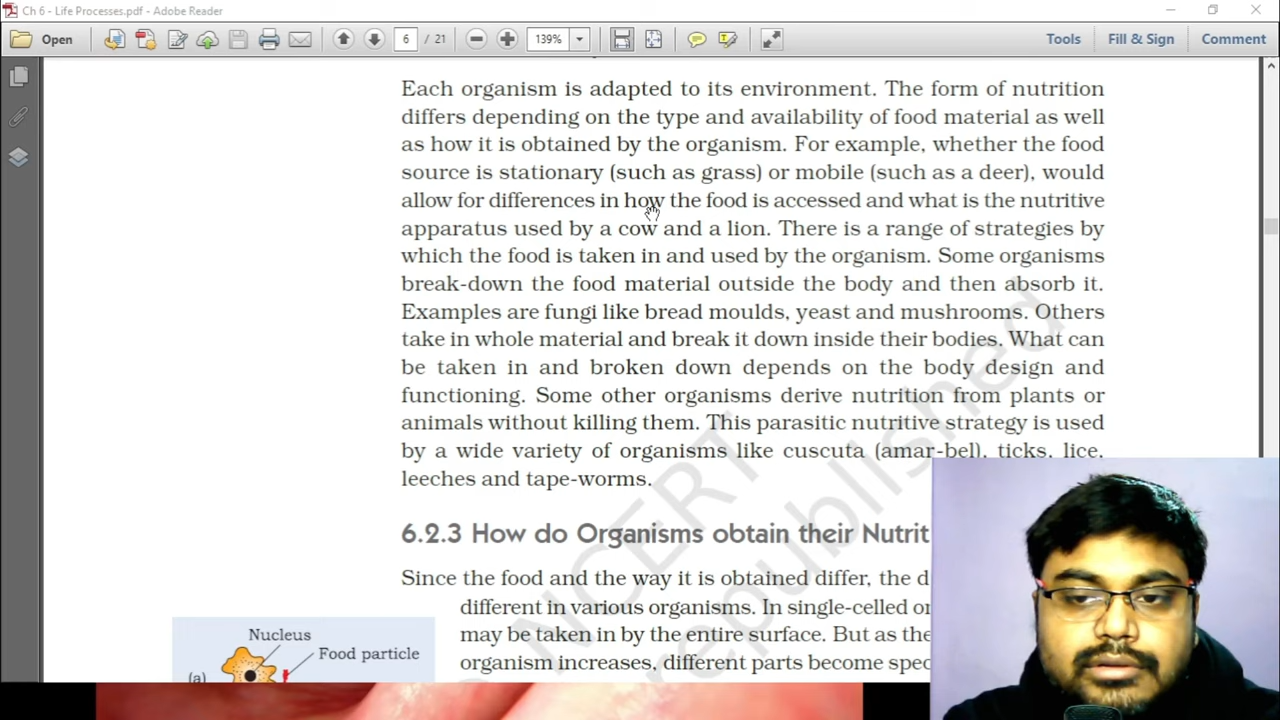 Ch 6 - Life Processes.pdf - Adobe Reader
Open 6 / 21 139% Tools Fill & Sign Comment
Each organism is adapted to its environment. The form of nutrition
differs depending on the type and availability of food material as well
as how it is obtained by the organism. For example, whether the food
source is stationary (such as grass) or mobile (such as a deer), would
allow for differences in how the food is accessed and what is the nutritive
apparatus used by a cow and a lion. There is a range of strategies by
which the food is taken in and used by the organism. Some organisms
break-down the food material outside the body and then absorb it.
Examples are fungi like bread moulds, yeast and mushrooms. Others
take in whole material and break it down inside their bodies. What can
be taken in and broken down depends on the body design and
functioning. Some other organisms derive nutrition from plants or
animals without killing them. This parasitic nutritive strategy is used
by a wide variety of organisms like cuscuta (amar-bel), ticks, lice,
leeches and tape-worms.
6.2.3 How do Organisms obtain their Nutrit
Since the food and the way it is obtained differ, the d
different in various organisms. In single-celled or
may be taken in by the entire surface. But as the
organism increases, different parts become spec
Nucleus
Food particle
(a)
NCERT
republished